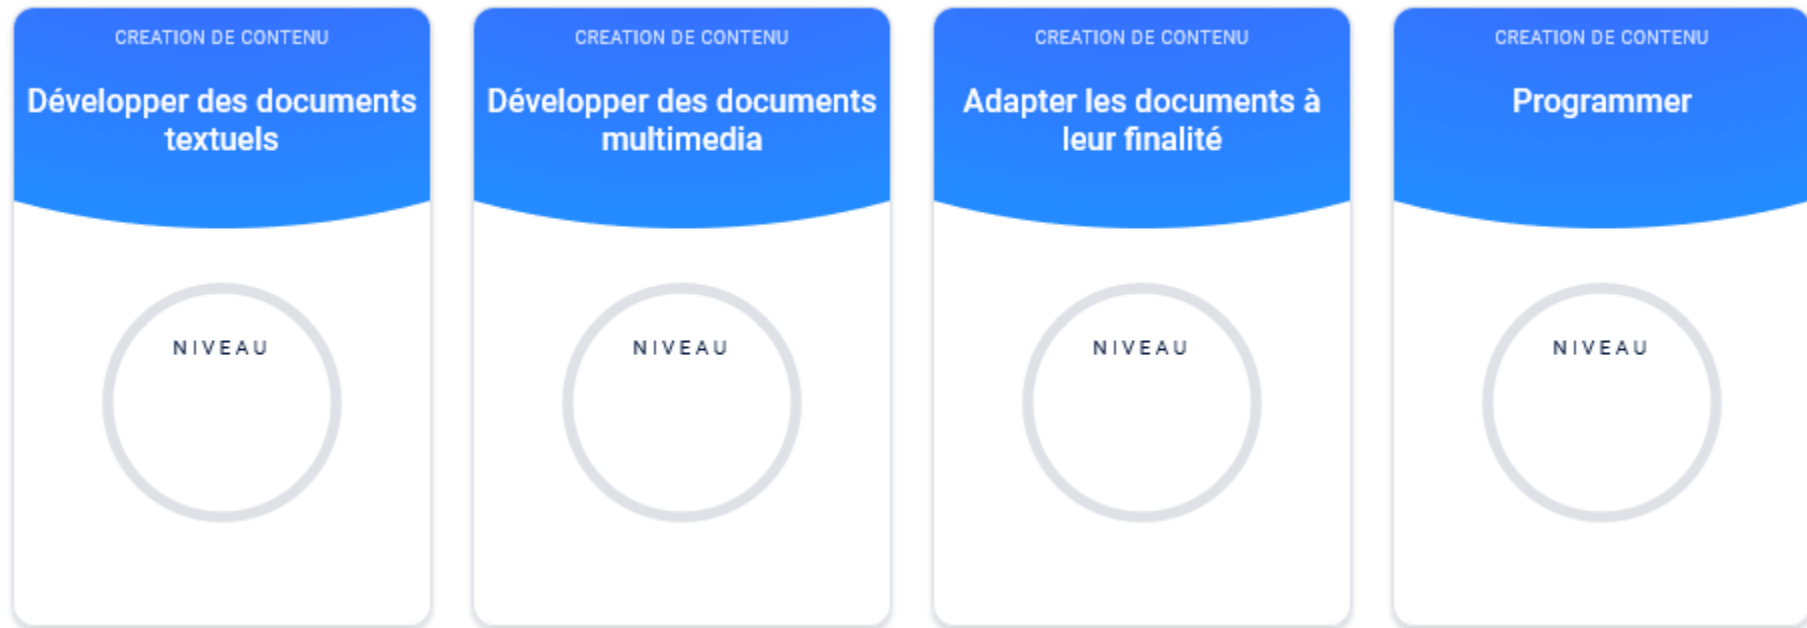 CREATION DE CONTENU
Développer des documents
textuels
NIVEAU
CREATION DE CONTENU
Développer des documents
multimedia
NIVEAU
CREATION DE CONTENU
Adapter les documents à
leur finalité
NIVEAU
CREATION DE CONTENU
Programmer
NIVEAU